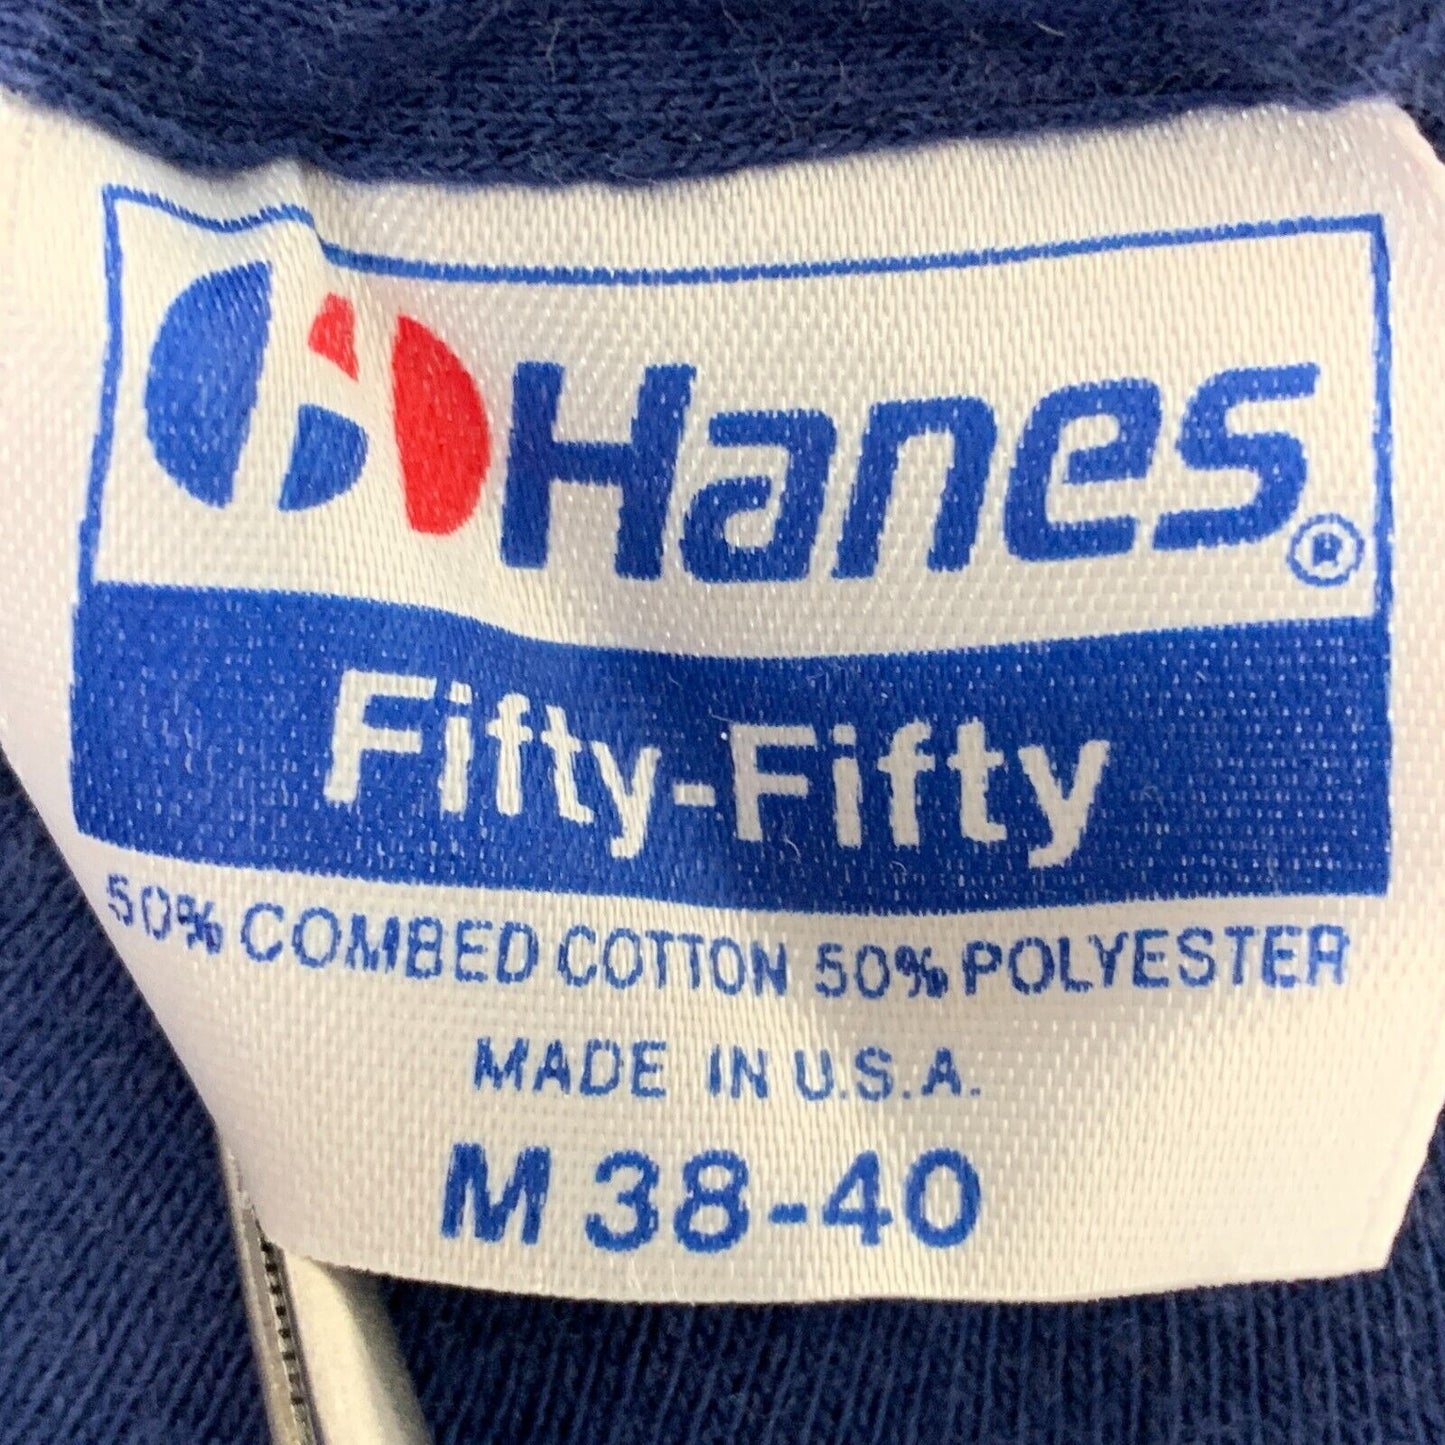 Hanes®
Fifty-Fifty
50% COMBED COTTON 50% POLYESTER
MADE IN U.S.A.
M 38-40